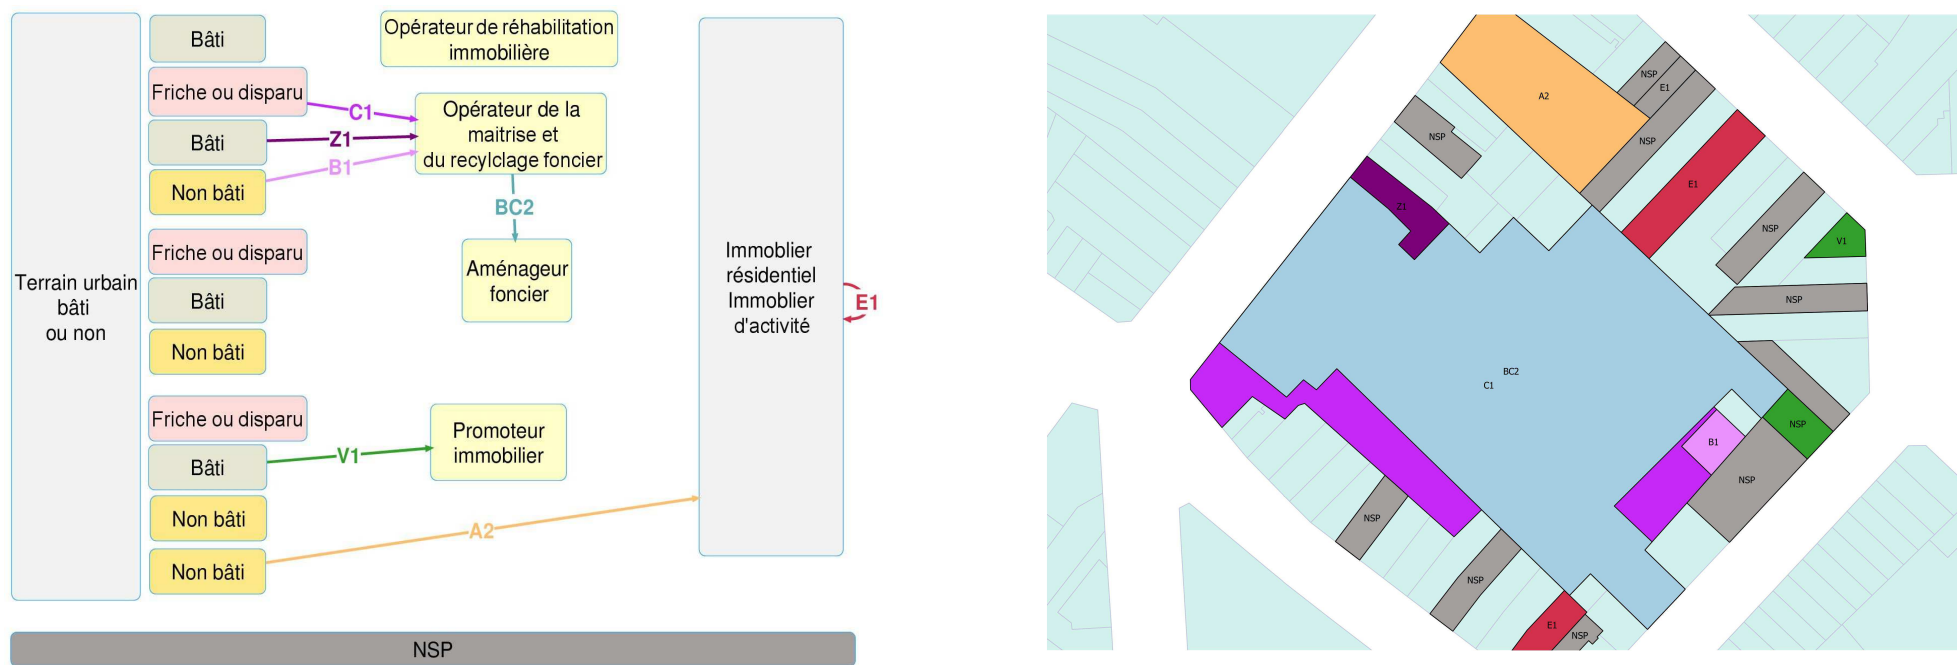 Terrain urbain
bâti
ou non
Bâti
Friche ou disparu
Bâti
Non bâti
Friche ou disparu
Bâti
Non bâti
Friche ou disparu
Bâti
Non bâti
Non bâti
C1
Z1
B1
Opérateur de réhabilitation
immobilière
Opérateur de la
maitrise et
du recylclage foncier
BC2
Aménageur
foncier
V1
Promoteur
immobilier
A2
Immoblier
résidentiel
Immoblier
d'activité
E1
NSP
A2
NSP
E1
NSP
NSP
E1
Z1
NSP
V1
NSP
BC2
C1
B1
NSP
NSP
NSP
NSP
E1
NSP